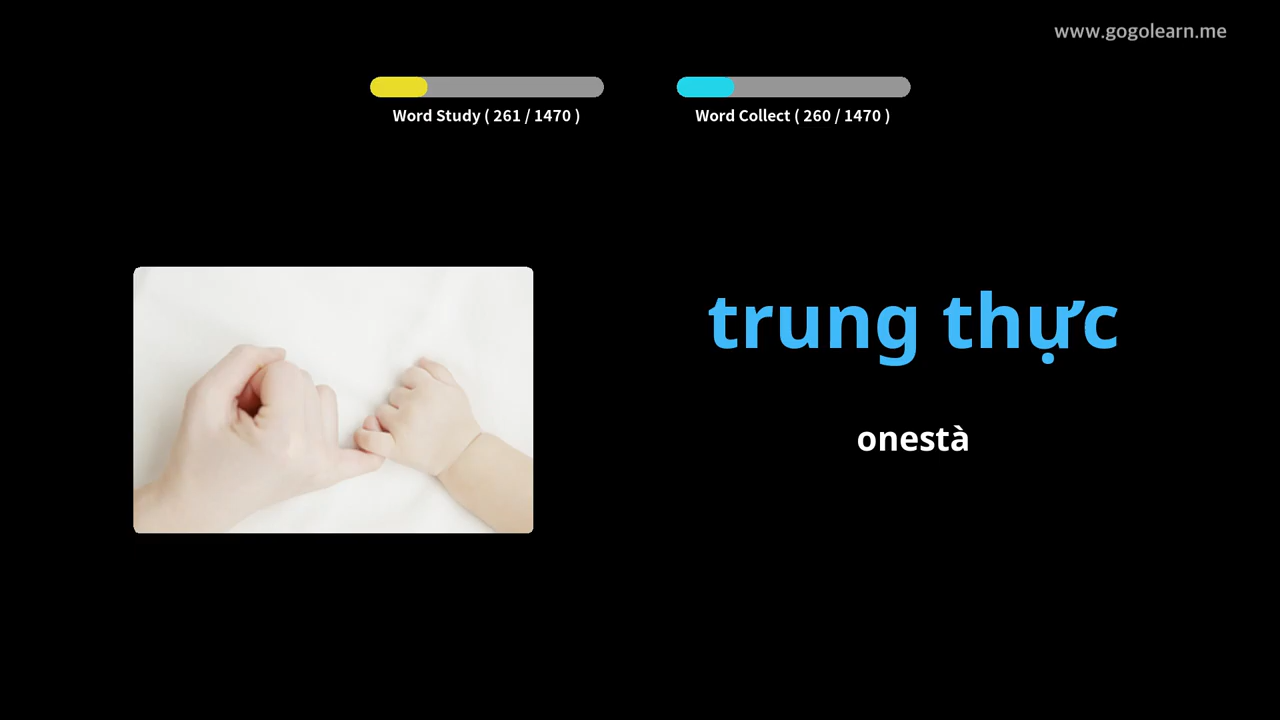 www.gogolearn.me
Word Study ( 261 / 1470 )
Word Collect ( 260 / 1470 )
trung thực
onestà